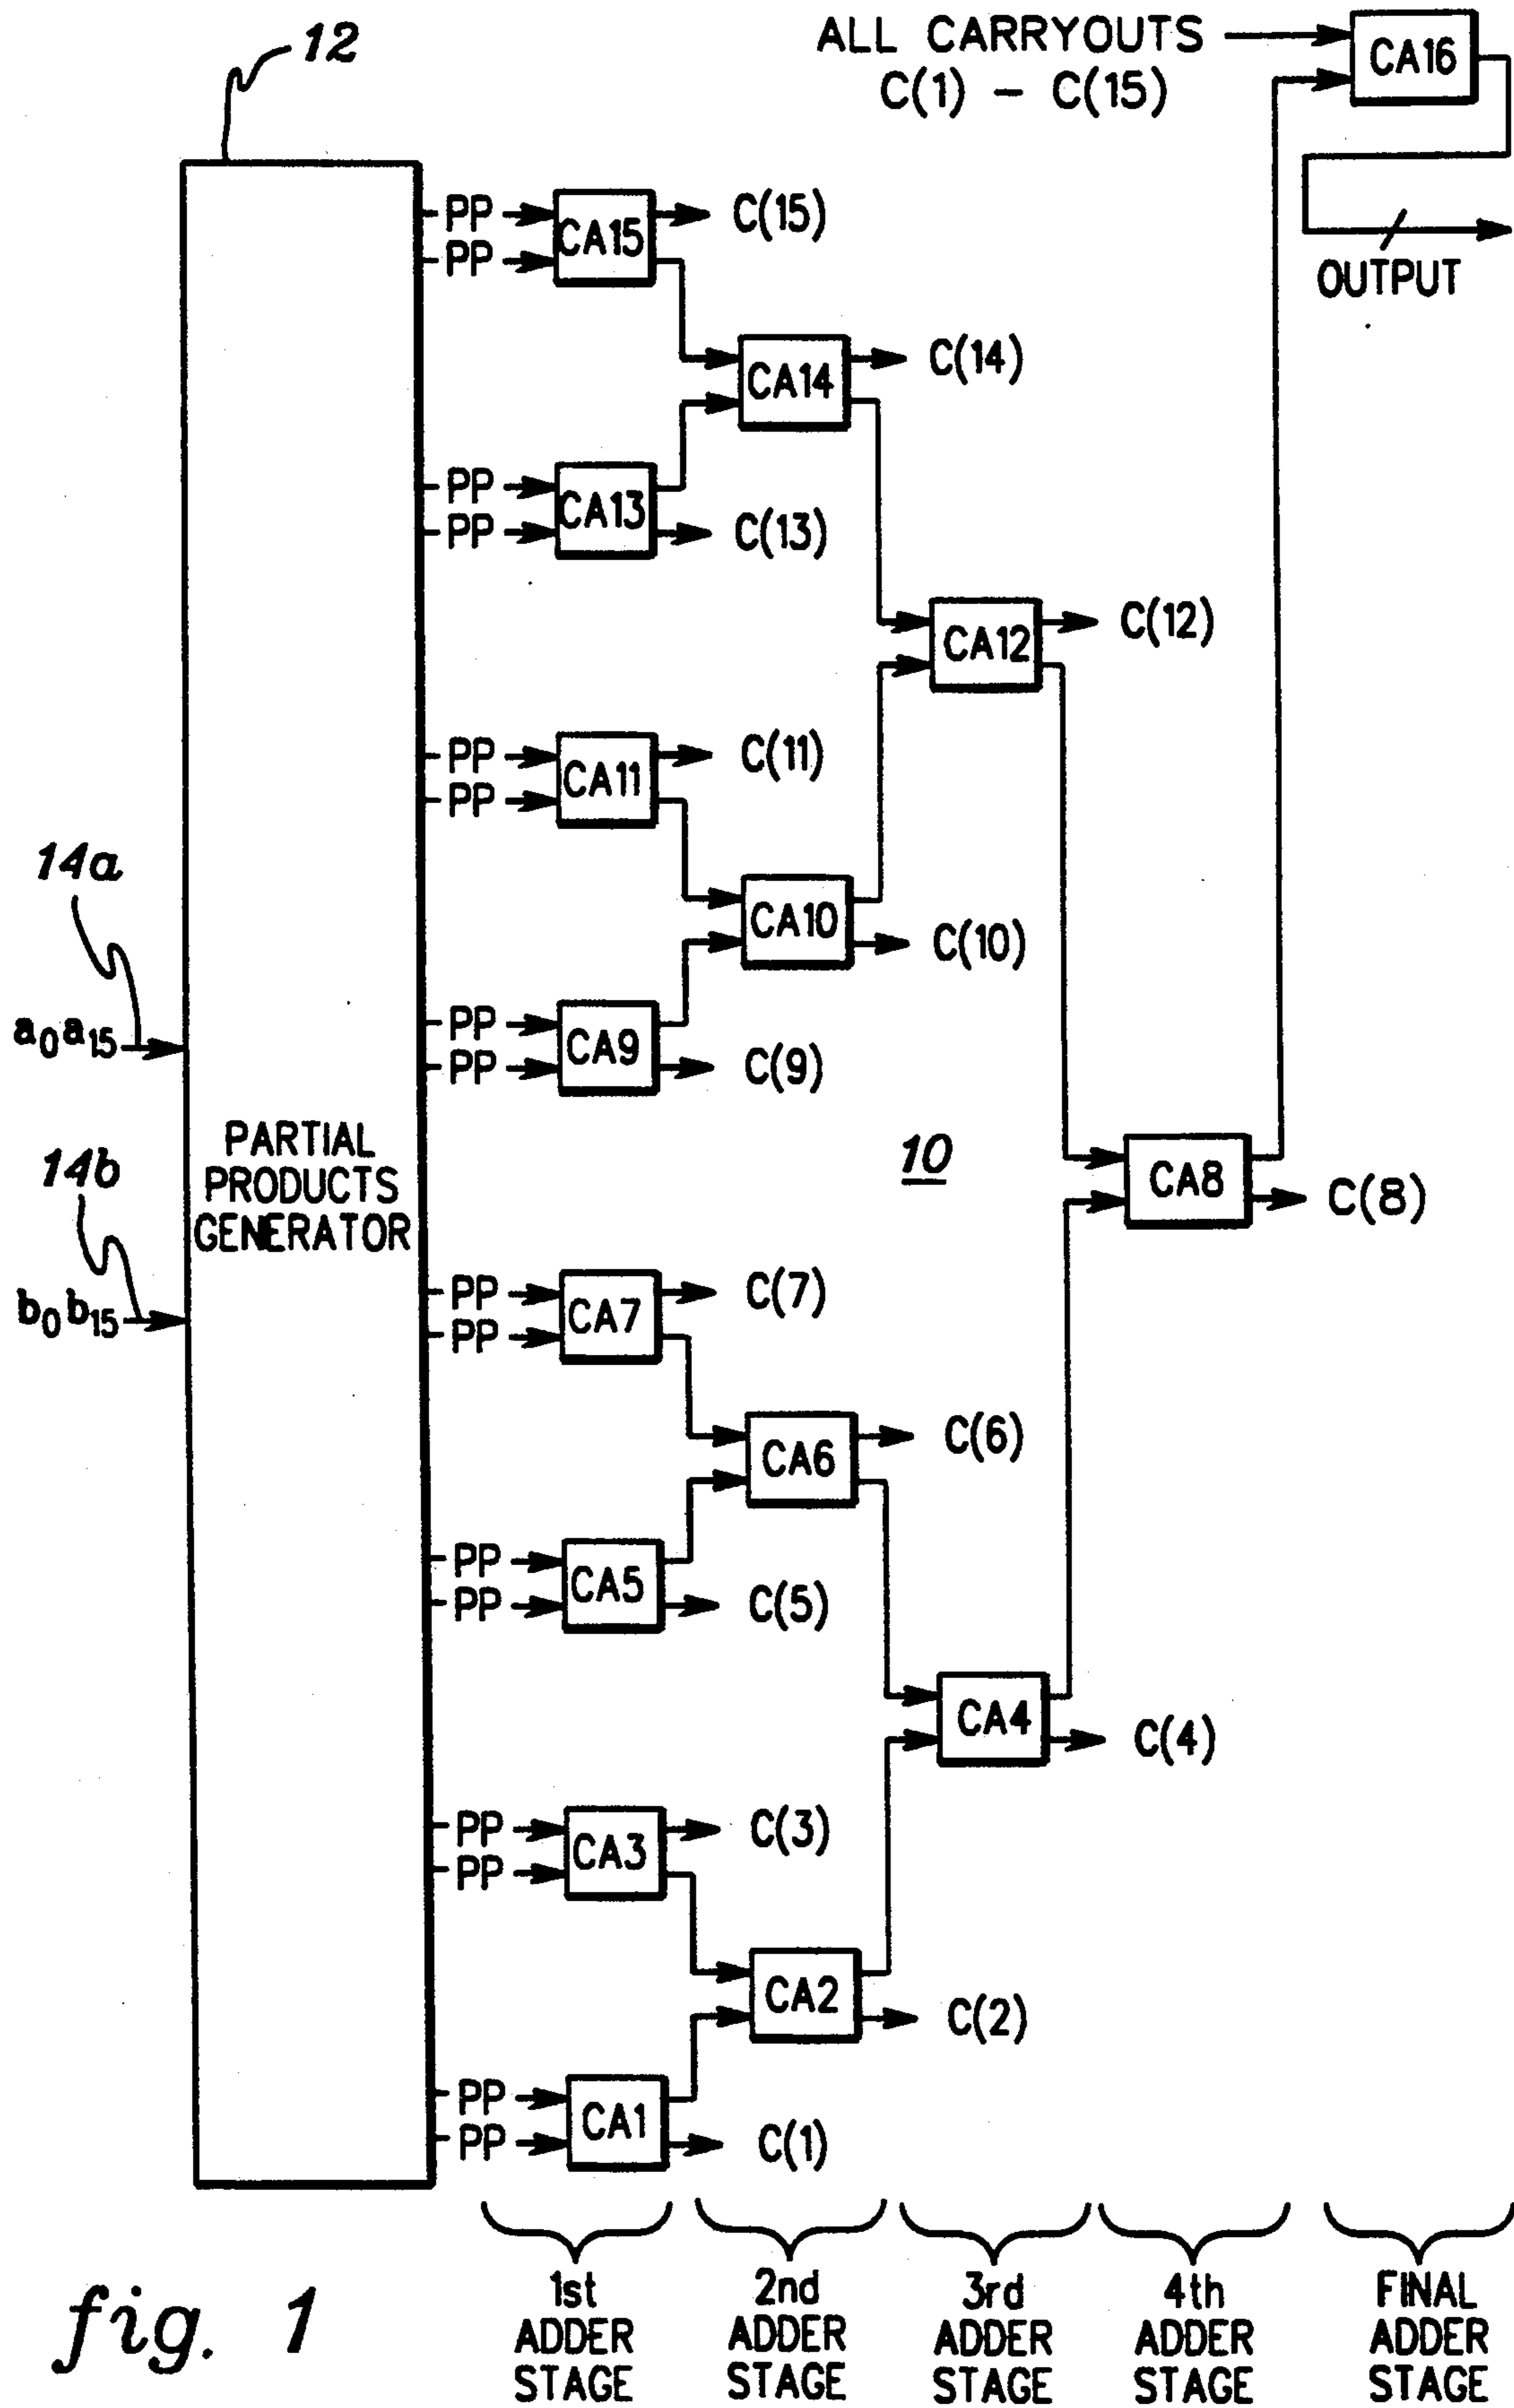 12
ALL CARRYOUTS
C(1) - C(15)
CA16
OUTPUT
PP
PP
CA15
C(15)
CA14
C(14)
PP
PP
CA13
C(13)
CA12
C(12)
PP
PP
CA11
C(11)
14a
CA10
C(10)
a0a15
PP
PP
CA9
C(9)
PARTIAL
PRODUCTS
GENERATOR
10
14b
CA8
C(8)
b0b15
PP
PP
CA7
C(7)
CA6
C(6)
PP
PP
CA5
C(5)
CA4
C(4)
PP
PP
CA3
C(3)
CA2
C(2)
PP
PP
CA1
C(1)
1st
ADDER
STAGE
2nd
ADDER
STAGE
3rd
ADDER
STAGE
4th
ADDER
STAGE
FINAL
ADDER
STAGE
fig. 1